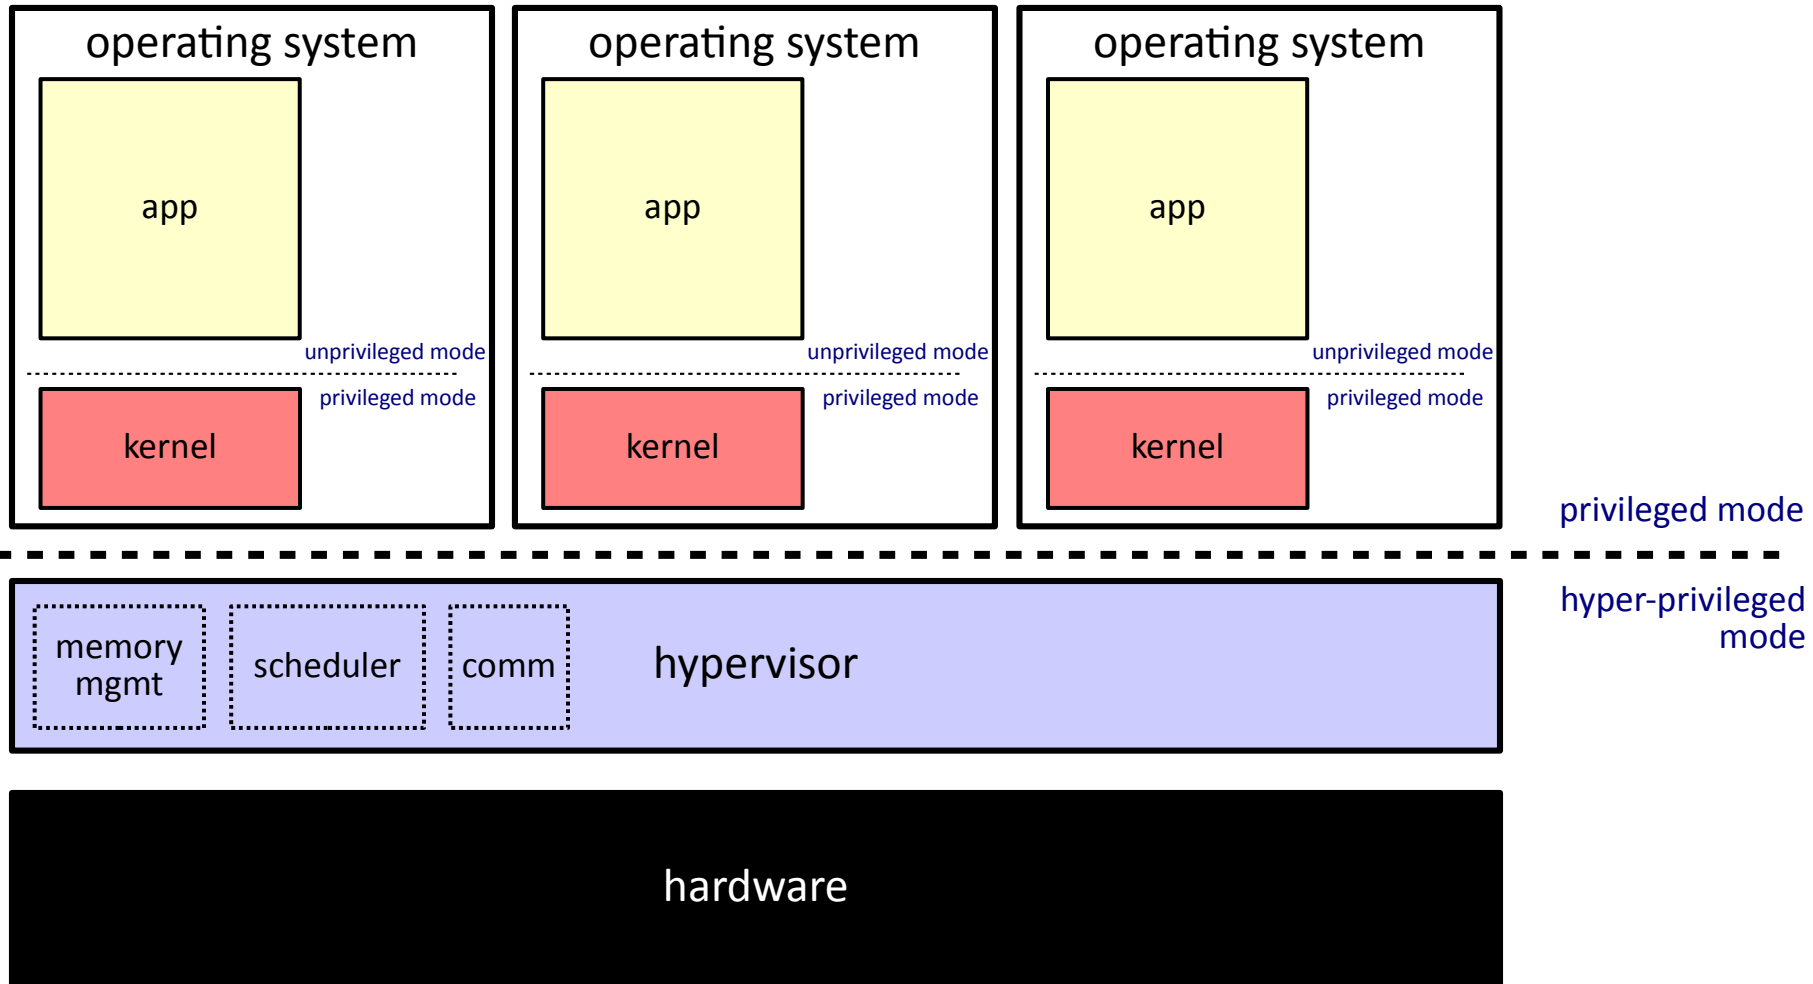 operating system
app
unprivileged mode
privileged mode
kernel
operating system
app
unprivileged mode
privileged mode
kernel
operating system
app
unprivileged mode
privileged mode
kernel
privileged mode
hyper-privileged
mode
memory
mgmt
scheduler
comm
hypervisor
hardware